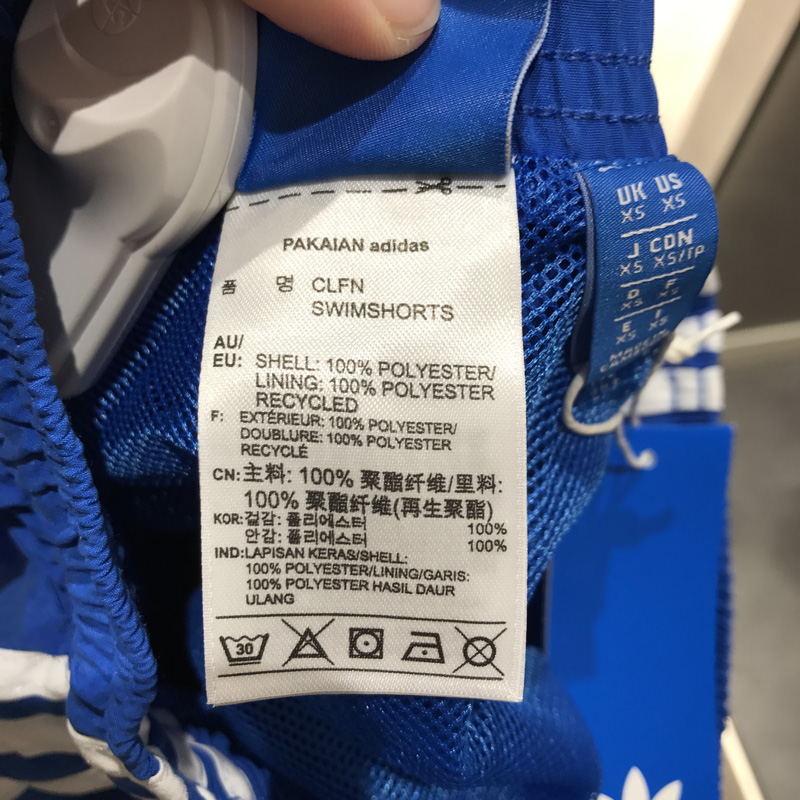 PAKAIAN adidas
품 명 CLFN
SWIMSHORTS
AU/
EU: SHELL: 100% POLYESTER/
LINING: 100% POLYESTER
RECYCLED
F: EXTÉRIEUR: 100% POLYESTER/
DOUBLURE: 100% POLYESTER
RECYCLÉ
CN: 主料: 100% 聚酯纤维/里料:
100% 聚酯纤维(再生聚酯)
KOR: 겉감: 폴리에스터 100%
안감: 폴리에스터 100%
IND: LAPISAN KERAS/SHELL:
100% POLYESTER/LINING/GARIS:
100% POLYESTER HASIL DAUR
ULANG
30
UK US
XS XS
J CDN
XS XS/TP
D F
XS XS
E I
XS XS